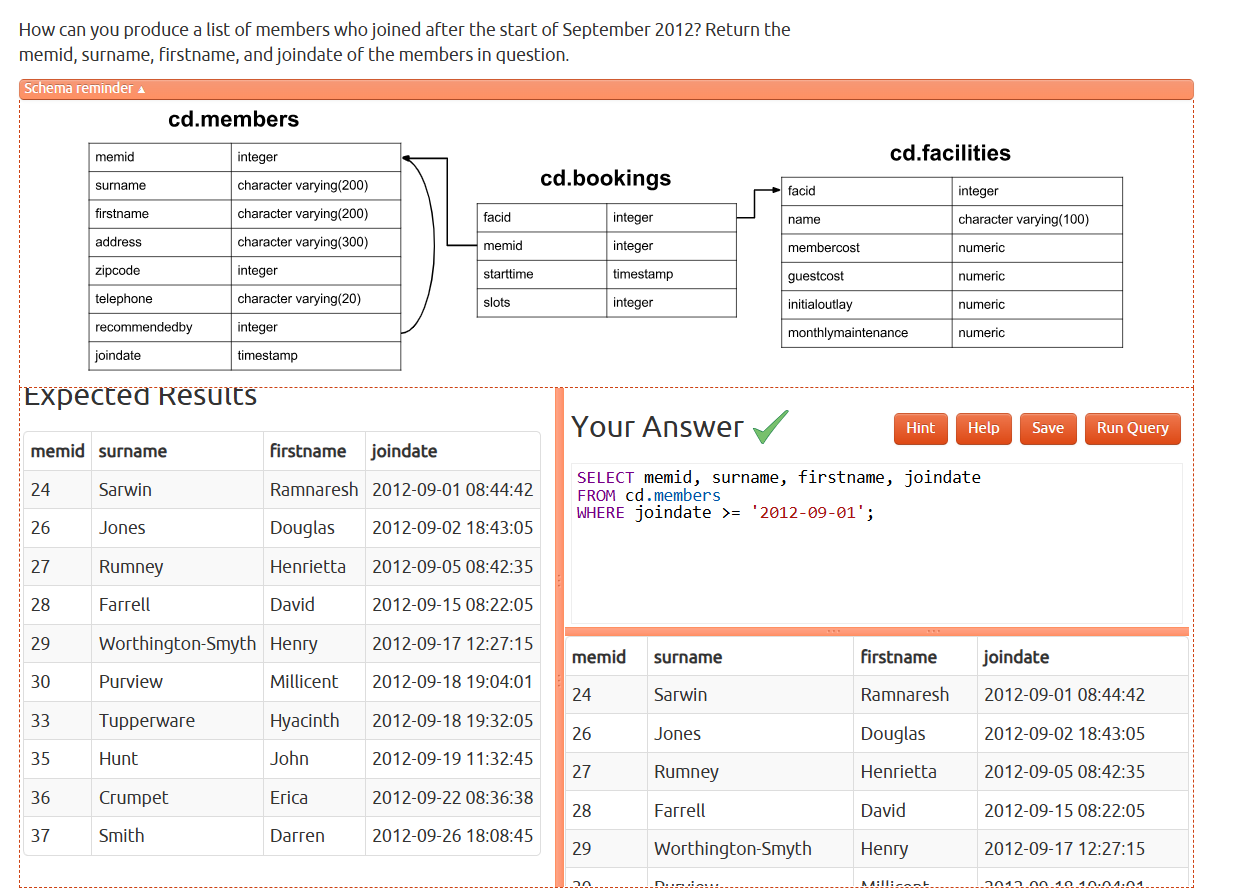 How can you produce a list of members who joined after the start of September 2012? Return the
memid, surname, firstname, and joindate of the members in question.
Schema reminder ▴
cd.members
memid integer
surname character varying(200)
firstname character varying(200)
address character varying(300)
zipcode integer
telephone character varying(20)
recommendedby integer
joindate timestamp
cd.bookings
facid integer
memid integer
starttime timestamp
slots integer
cd.facilities
facid integer
name character varying(100)
membercost numeric
guestcost numeric
initialoutlay numeric
monthlymaintenance numeric
Expected Results
memid surname firstname joindate
24 Sarwin Ramnaresh 2012-09-01 08:44:42
26 Jones Douglas 2012-09-02 18:43:05
27 Rumney Henrietta 2012-09-05 08:42:35
28 Farrell David 2012-09-15 08:22:05
29 Worthington-Smyth Henry 2012-09-17 12:27:15
30 Purview Millicent 2012-09-18 19:04:01
33 Tupperware Hyacinth 2012-09-18 19:32:05
35 Hunt John 2012-09-19 11:32:45
36 Crumpet Erica 2012-09-22 08:36:38
37 Smith Darren 2012-09-26 18:08:45
Your Answer
Hint Help Save Run Query
SELECT memid, surname, firstname, joindate
FROM cd.members
WHERE joindate >= '2012-09-01';
memid surname firstname joindate
24 Sarwin Ramnaresh 2012-09-01 08:44:42
26 Jones Douglas 2012-09-02 18:43:05
27 Rumney Henrietta 2012-09-05 08:42:35
28 Farrell David 2012-09-15 08:22:05
29 Worthington-Smyth Henry 2012-09-17 12:27:15
30 Purview Millicent 2012-09-18 19:04:01